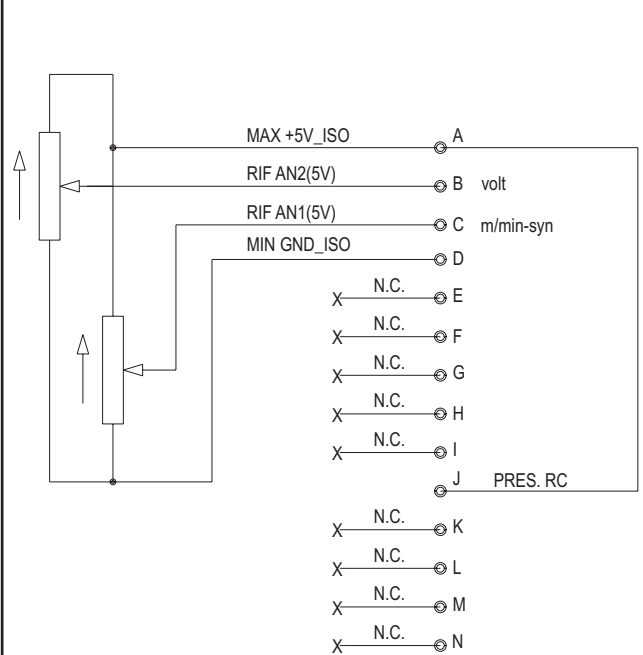 MAX +5V_ISO A
RIF AN2(5V) B volt
RIF AN1(5V) C m/min-syn
MIN GND_ISO D
X N.C. E
X N.C. F
X N.C. G
X N.C. H
X N.C. I
J PRES. RC
X N.C. K
X N.C. L
X N.C. M
X N.C. N